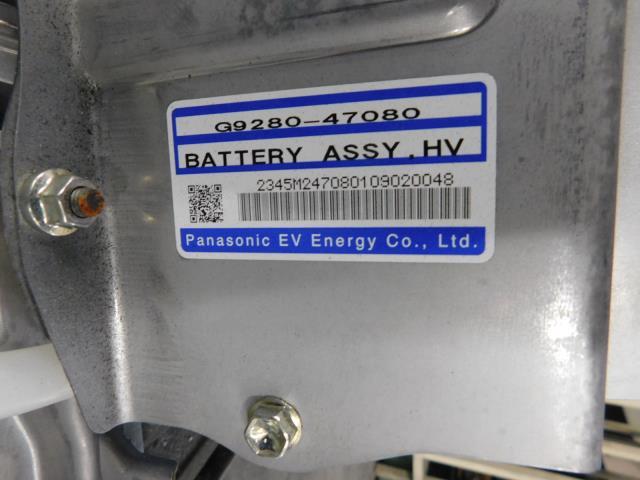 G9280-47080
BATTERY ASSY,HV
2345M247080109020048
Panasonic EV Energy Co., Ltd.